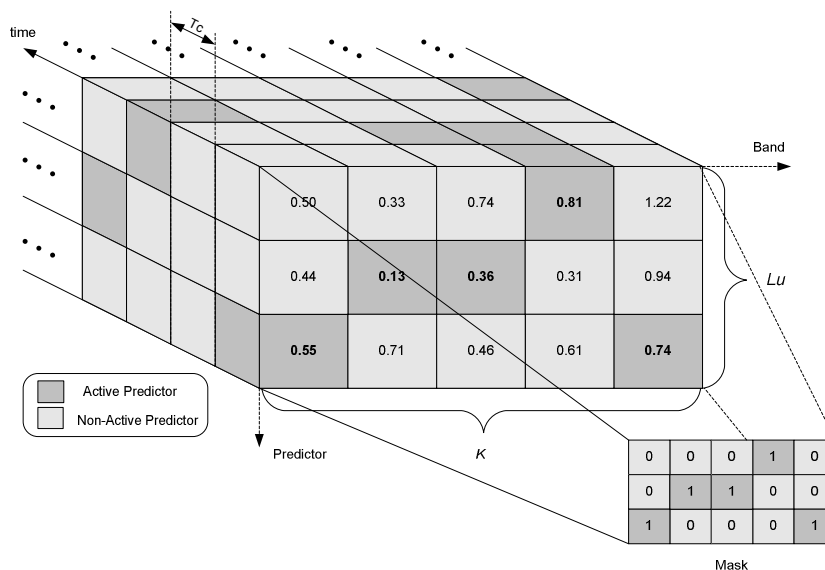 time
Tc
Band
0.50 0.33 0.74 0.81 1.22
0.44 0.13 0.36 0.31 0.94
Lu
0.55 0.71 0.46 0.61 0.74
Active Predictor
Non-Active Predictor
Predictor
K
0 0 0 1 0
0 1 1 0 0
1 0 0 0 1
Mask